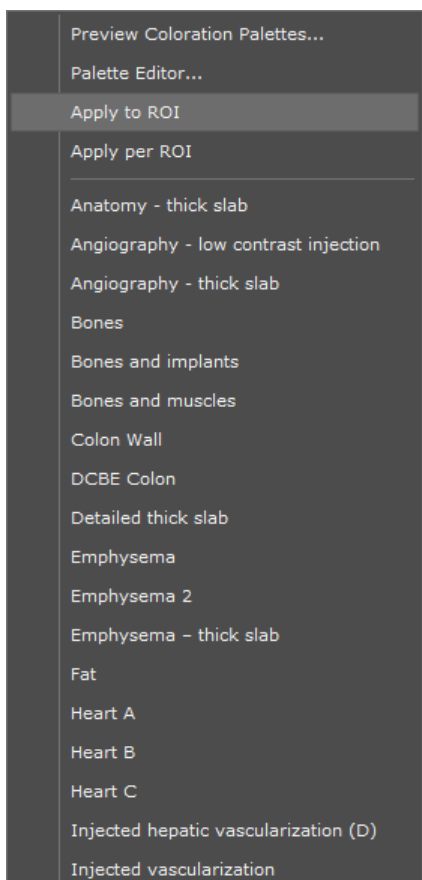 Preview Coloration Palettes...
Palette Editor...
Apply to ROI
Apply per ROI
Anatomy - thick slab
Angiography - low contrast injection
Angiography - thick slab
Bones
Bones and implants
Bones and muscles
Colon Wall
DCBE Colon
Detailed thick slab
Emphysema
Emphysema 2
Emphysema – thick slab
Fat
Heart A
Heart B
Heart C
Injected hepatic vascularization (D)
Injected vascularization